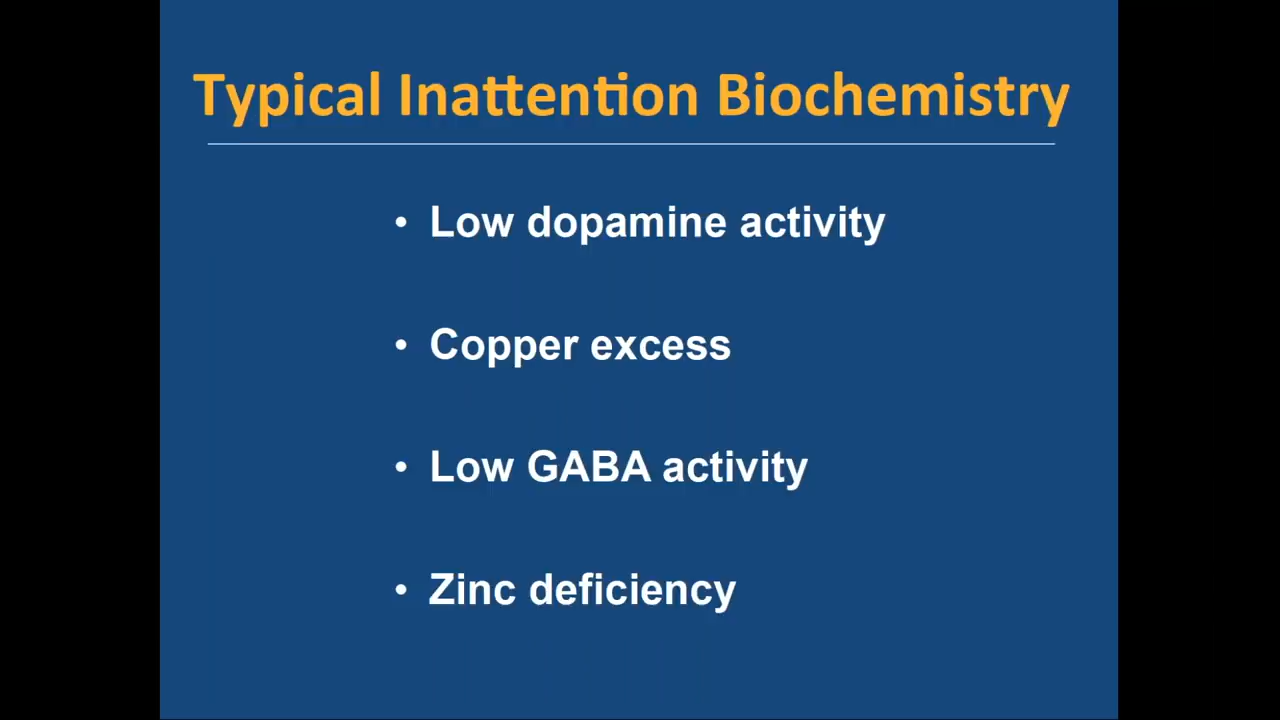 Typical Inattention Biochemistry
• Low dopamine activity
• Copper excess
• Low GABA activity
• Zinc deficiency